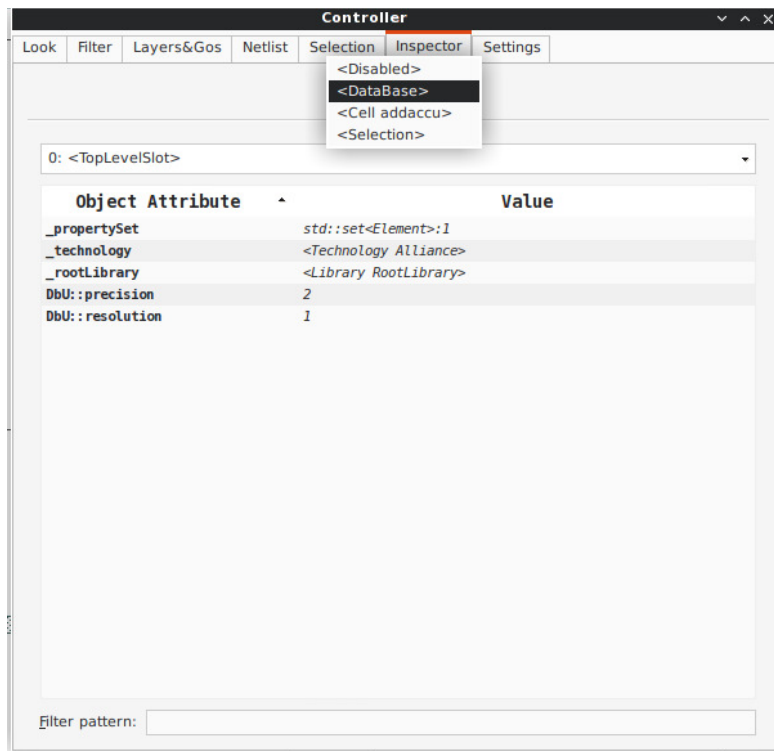 Controller
Look Filter Layers&Gos Netlist Selection Inspector Settings
<Disabled>
<DataBase>
<Cell addaccu>
<Selection>
0: <TopLevelSlot>
Object Attribute Value
_propertySet std::set<Element>:1
_technology <Technology Alliance>
_rootLibrary <Library RootLibrary>
DbU::precision 2
DbU::resolution 1
Filter pattern: